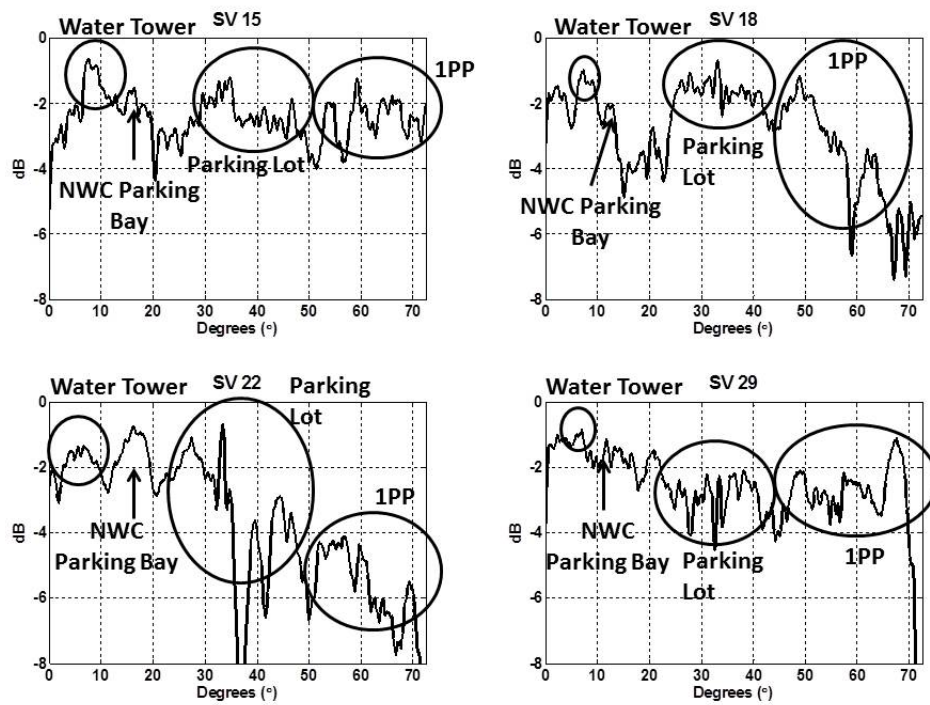 Water Tower SV 15
0
-2
-4
-6
-8
dB
1PP
Parking Lot
NWC Parking
Bay
0 10 20 30 40 50 60 70
Degrees (°)
Water Tower SV 18
0
-2
-4
-6
-8
dB
1PP
Parking
Lot
NWC Parking
Bay
0 10 20 30 40 50 60 70
Degrees (°)
Water Tower SV 22
Parking
Lot
0
-2
-4
-6
-8
dB
1PP
NWC
Parking Bay
0 10 20 30 40 50 60 70
Degrees (°)
Water Tower SV 29
0
-2
-4
-6
-8
dB
NWC
Parking Bay
Parking
Lot
1PP
0 10 20 30 40 50 60 70
Degrees (°)